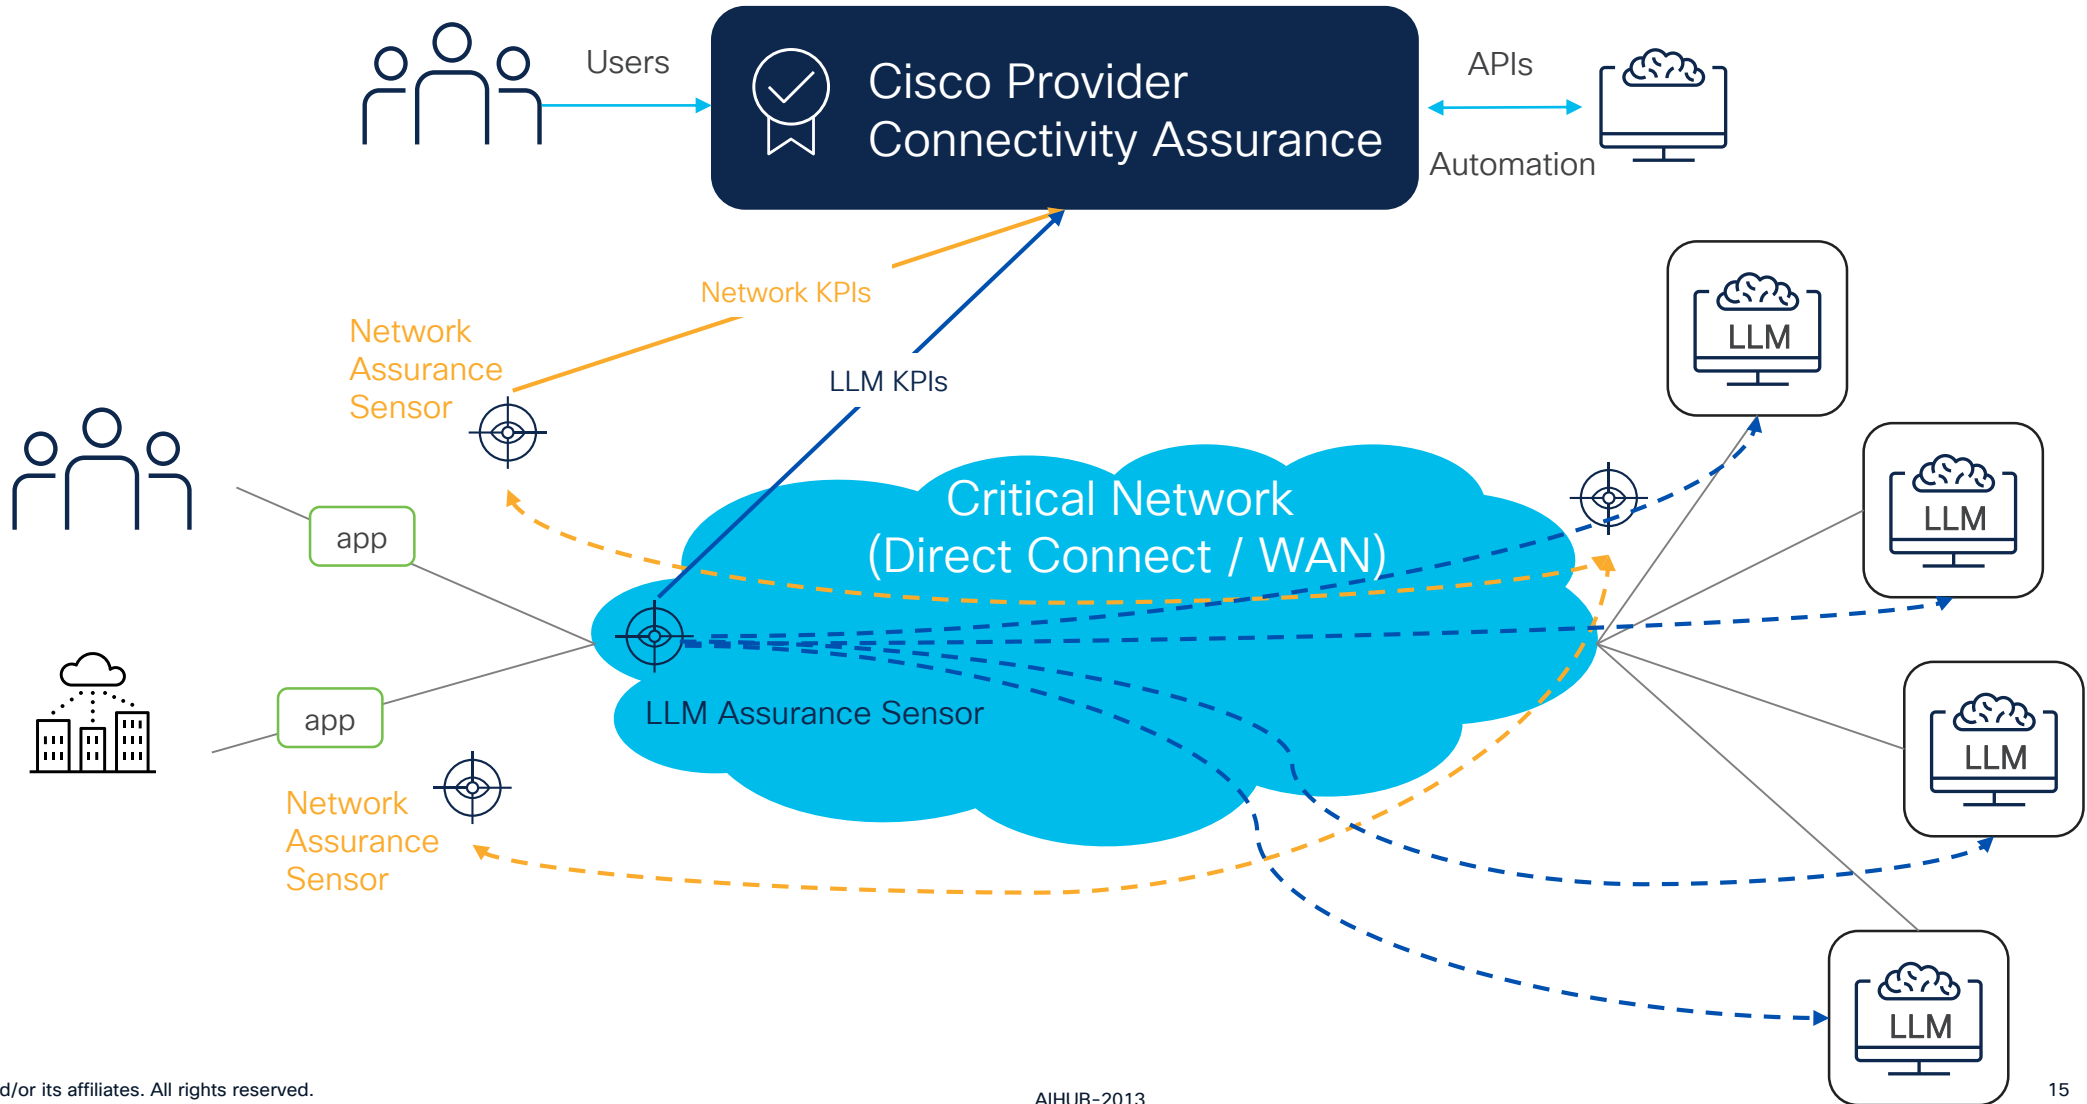 Users
Cisco Provider
Connectivity Assurance
APIs
Automation
Network KPIs
Network
Assurance
Sensor
LLM KPIs
LLM
app
Critical Network
(Direct Connect / WAN)
LLM
app
LLM Assurance Sensor
LLM
Network
Assurance
Sensor
LLM
d/or its affiliates. All rights reserved.
AIHUB-2013
15